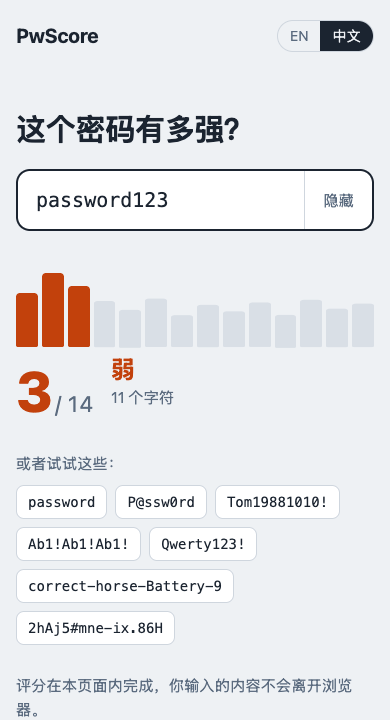 PwScore
EN 中文
这个密码有多强?
password123 隐藏
3 / 14 弱
11 个字符
或者试试这些：
password P@ssw0rd Tom19881010!
Ab1!Ab1!Ab1! Qwerty123!
correct-horse-Battery-9
2hAj5#mne-ix.86H
评分在本页面内完成，你输入的内容不会离开浏览
器。